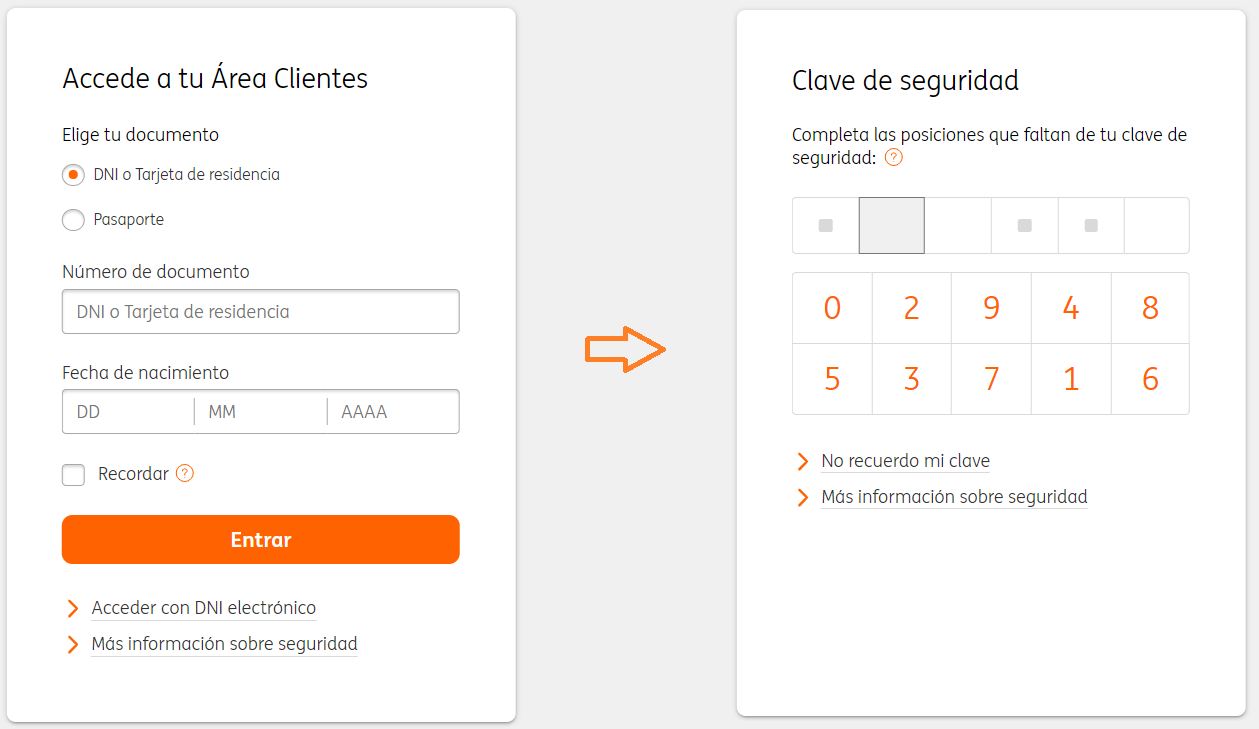 Accede a tu Área Clientes
Elige tu documento
DNI o Tarjeta de residencia
Pasaporte
Número de documento
DNI o Tarjeta de residencia
Fecha de nacimiento
DD MM AAAA
Recordar ?
Entrar
Acceder con DNI electrónico
Más información sobre seguridad
Clave de seguridad
Completa las posiciones que faltan de tu clave de
seguridad: ?
0 2 9 4 8
5 3 7 1 6
No recuerdo mi clave
Más información sobre seguridad